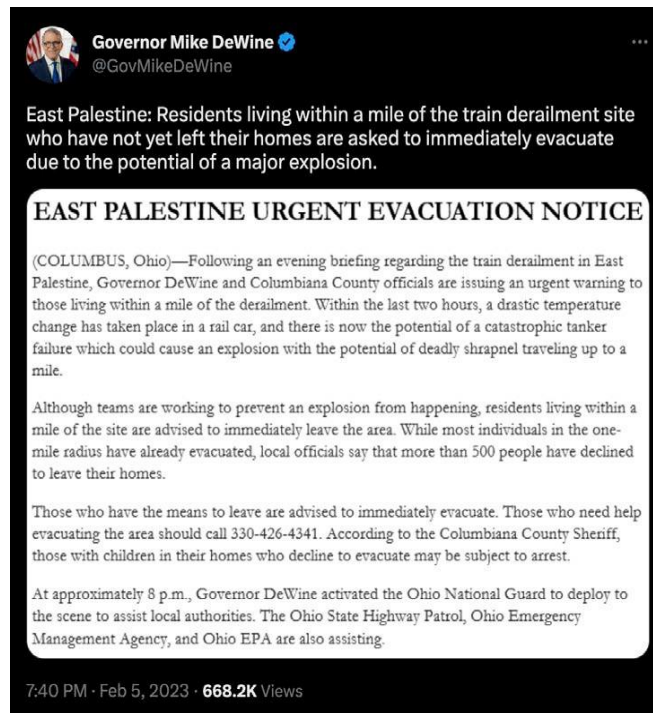 Governor Mike DeWine
@GovMikeDeWine
East Palestine: Residents living within a mile of the train derailment site
who have not yet left their homes are asked to immediately evacuate
due to the potential of a major explosion.
EAST PALESTINE URGENT EVACUATION NOTICE
(COLUMBUS, Ohio)—Following an evening briefing regarding the train derailment in East
Palestine, Governor DeWine and Columbiana County officials are issuing an urgent warning to
those living within a mile of the derailment. Within the last two hours, a drastic temperature
change has taken place in a rail car, and there is now the potential of a catastrophic tanker
failure which could cause an explosion with the potential of deadly shrapnel traveling up to a
mile.
Although teams are working to prevent an explosion from happening, residents living within a
mile of the site are advised to immediately leave the area. While most individuals in the one-
mile radius have already evacuated, local officials say that more than 500 people have declined
to leave their homes.
Those who have the means to leave are advised to immediately evacuate. Those who need help
evacuating the area should call 330-426-4341. According to the Columbiana County Sheriff,
those with children in their homes who decline to evacuate may be subject to arrest.
At approximately 8 p.m., Governor DeWine activated the Ohio National Guard to deploy to
the scene to assist local authorities. The Ohio State Highway Patrol, Ohio Emergency
Management Agency, and Ohio EPA are also assisting.
7:40 PM · Feb 5, 2023 · 668.2K Views